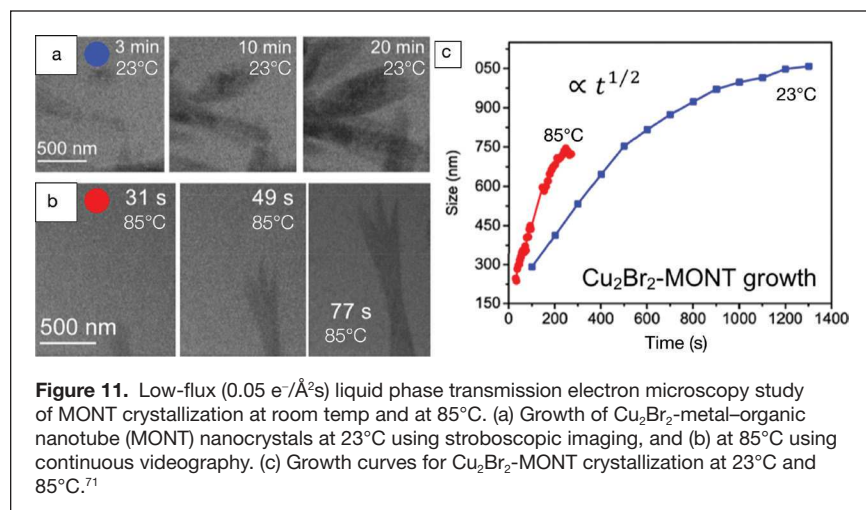 a
3 min
23°C
10 min
23°C
20 min
23°C
500 nm
b
31 s
85°C
49 s
85°C
77 s
85°C
500 nm
c
Size (nm)
050
900
750
600
450
300
150
∝ t^{1/2}
85°C
23°C
Cu₂Br₂-MONT growth
0 200 400 600 800 1000 1200 1400
Time (s)
Figure 11. Low-flux (0.05 e⁻/Å²s) liquid phase transmission electron microscopy study
of MONT crystallization at room temp and at 85°C. (a) Growth of Cu₂Br₂-metal–organic
nanotube (MONT) nanocrystals at 23°C using stroboscopic imaging, and (b) at 85°C using
continuous videography. (c) Growth curves for Cu₂Br₂-MONT crystallization at 23°C and
85°C.⁷¹